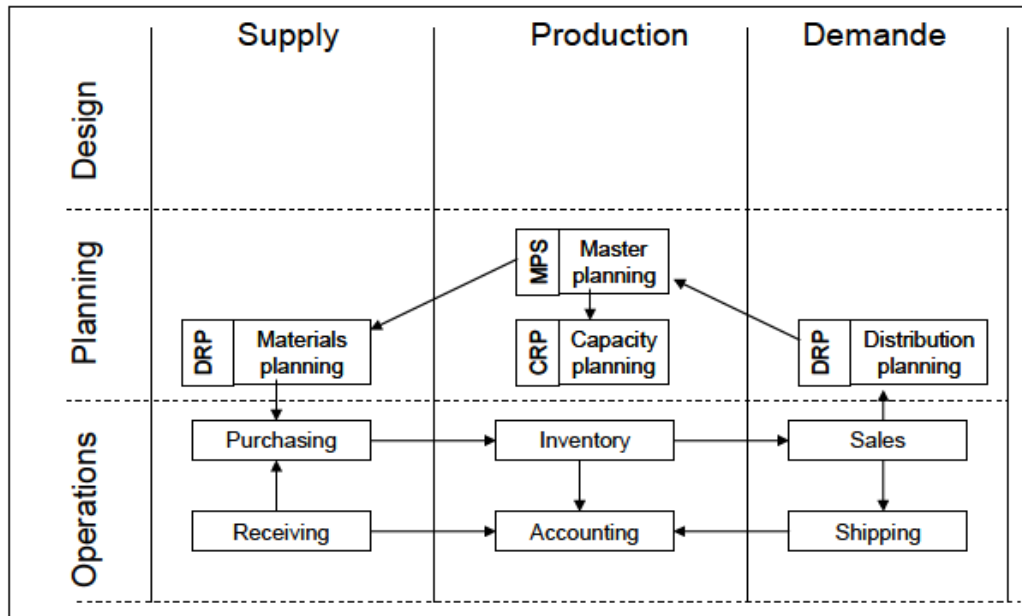 Supply
Production
Demande
Design
Planning
MPS
Master
planning
DRP
Materials
planning
CRP
Capacity
planning
DRP
Distribution
planning
Operations
Purchasing
Inventory
Sales
Receiving
Accounting
Shipping